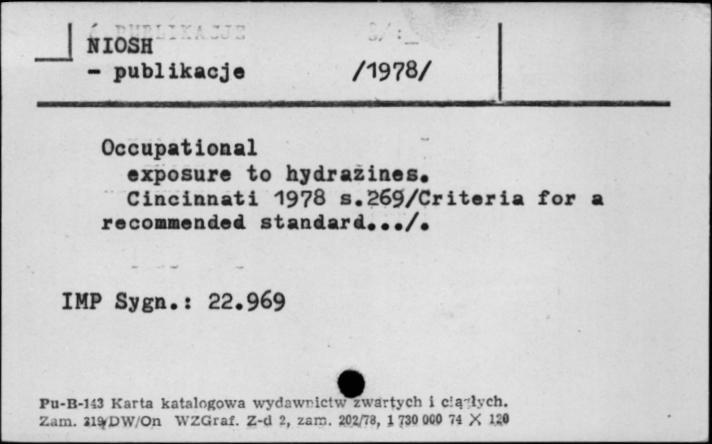 NIOSH
- publikacje /1978/
Occupational
exposure to hydrazines.
Cincinnati 1978 s.269/Criteria for a
recommended standard.../.
IMP Sygn.: 22.969
Pu-B-143 Karta katalogowa wydawnictw zwartych i ciągłych.
Zam. 319/DW/On WZGraf. Z-d 2, zam. 202/78, 1 730 000 74 X 120